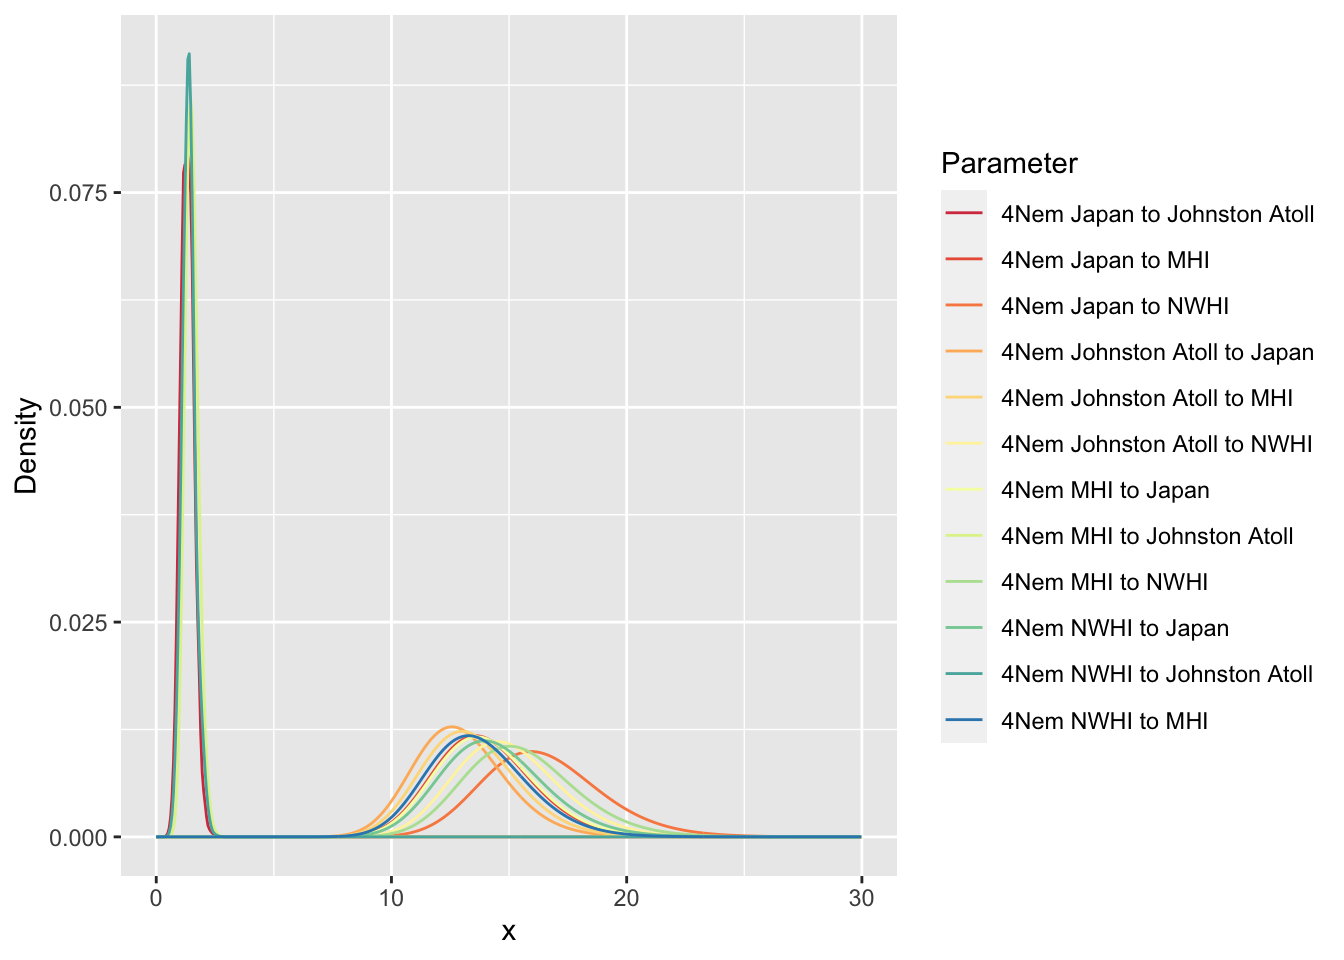 0.075
0.050
0.025
0.000
Density
0
10
20
30
x
Parameter
4Nem Japan to Johnston Atoll
4Nem Japan to MHI
4Nem Japan to NWHI
4Nem Johnston Atoll to Japan
4Nem Johnston Atoll to MHI
4Nem Johnston Atoll to NWHI
4Nem MHI to Japan
4Nem MHI to Johnston Atoll
4Nem MHI to NWHI
4Nem NWHI to Japan
4Nem NWHI to Johnston Atoll
4Nem NWHI to MHI